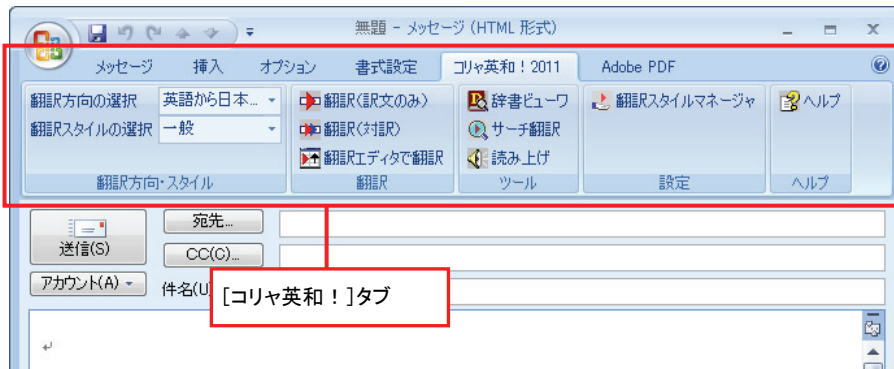 無題 - メッセージ (HTML 形式)
メッセージ 挿入 オプション 書式設定 コリャ英和！2011 Adobe PDF
翻訳方向の選択 英語から日本... 翻訳(訳文のみ) 辞書ビューワ 翻訳スタイルマネージャ ヘルプ
翻訳スタイルの選択 一般 翻訳(対訳) サーチ翻訳
翻訳エディタで翻訳 読み上げ
翻訳方向・スタイル 翻訳 ツール 設定 ヘルプ
宛先...
送信(S)
CC(C)...
アカウント(A) 件名(U)
[コリャ英和！]タブ